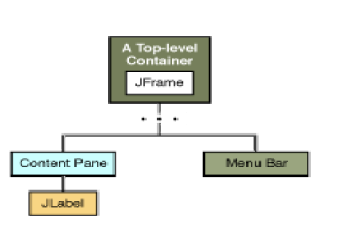 A Top-level
Container
JFrame
Content Pane
Menu Bar
JLabel